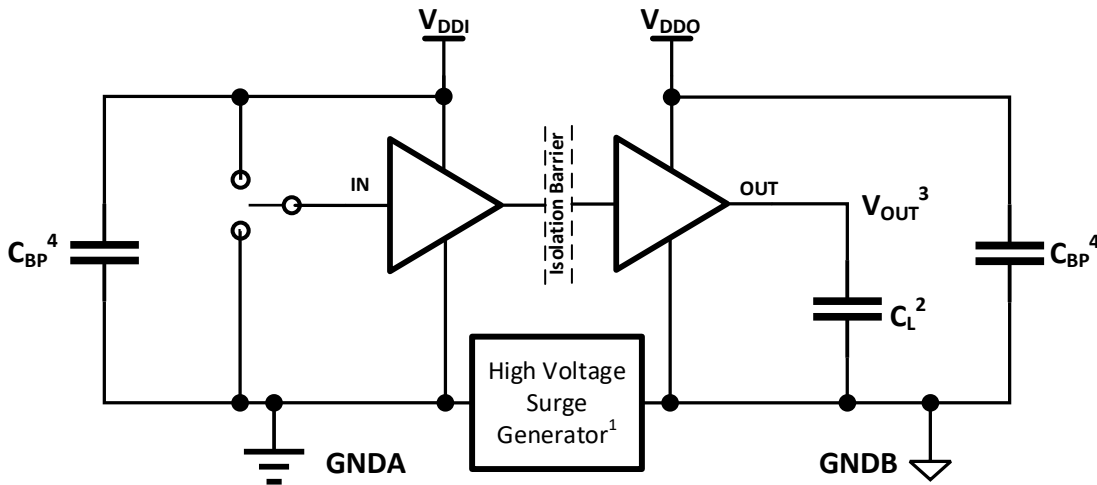 VDDI
VDDO
IN
Isolation Barrier
OUT
VOUT3
CBP4
CBP4
CL2
High Voltage
Surge
Generator1
GNDA
GNDB